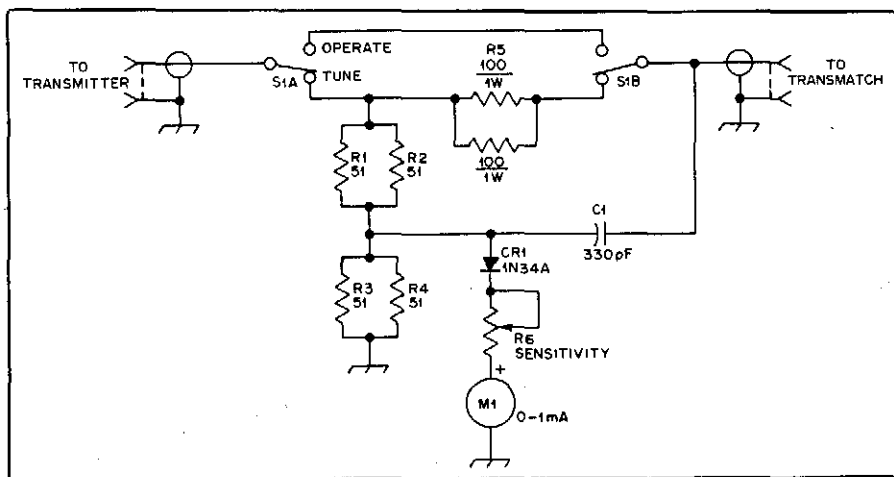 TO
TRANSMITTER
S1A
OPERATE
TUNE
R5
100
1W
100
1W
S1B
TO
TRANSMATCH
R1
51
R2
51
R3
51
R4
51
C1
330pF
CR1
1N34A
R6
SENSITIVITY
+
M1
0-1mA